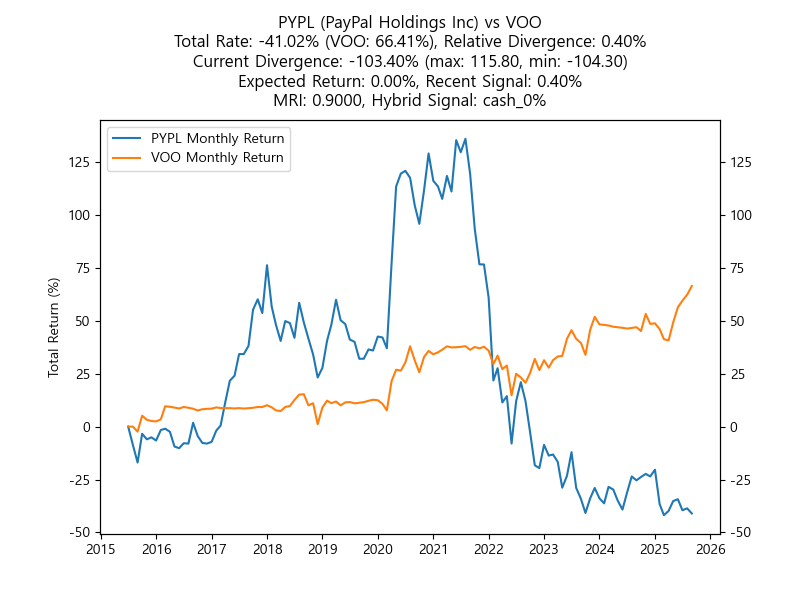 PYPL (PayPal Holdings Inc) vs VOO
Total Rate: -41.02% (VOO: 66.41%), Relative Divergence: 0.40%
Current Divergence: -103.40% (max: 115.80, min: -104.30)
Expected Return: 0.00%, Recent Signal: 0.40%
MRI: 0.9000, Hybrid Signal: cash_0%
PYPL Monthly Return
VOO Monthly Return
Total Return (%)
125
100
75
50
25
0
-25
-50
125
100
75
50
25
0
-25
-50
2015 2016 2017 2018 2019 2020 2021 2022 2023 2024 2025 2026